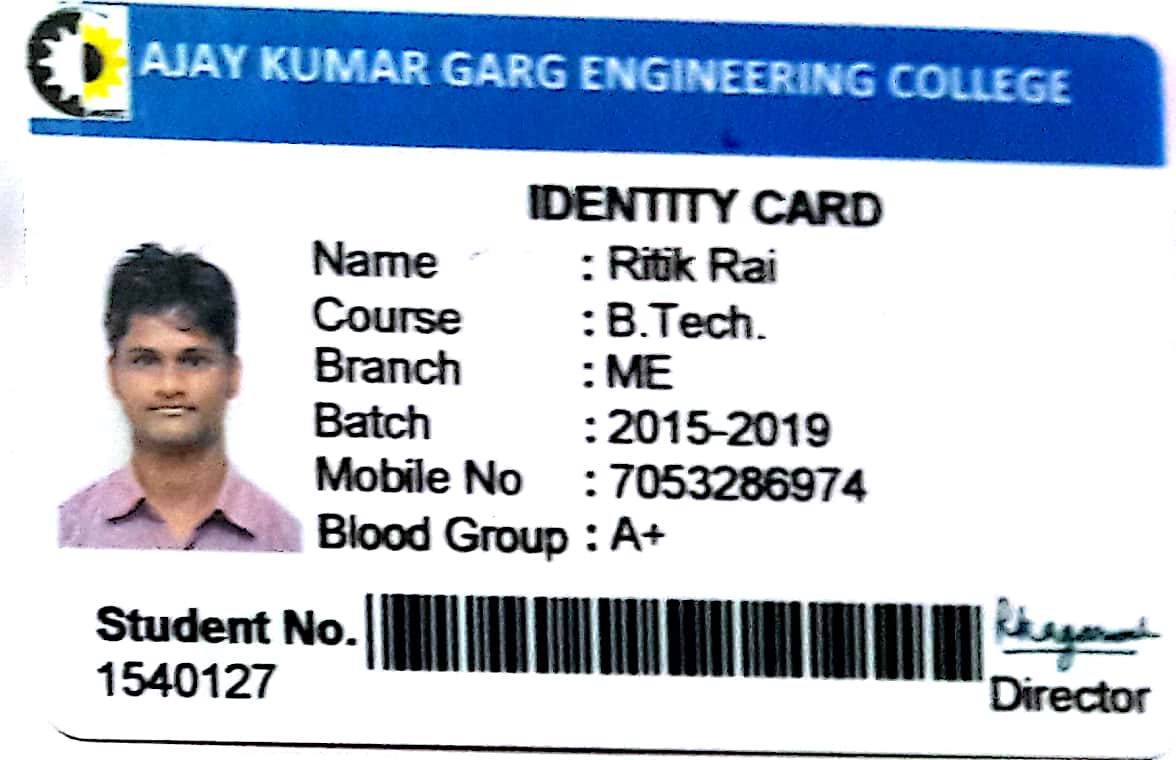 AJAY KUMAR GARG ENGINEERING COLLEGE
IDENTITY CARD
Name : Ritik Rai
Course : B.Tech.
Branch : ME
Batch : 2015-2019
Mobile No : 7053286974
Blood Group : A+
Student No.
1540127
Director